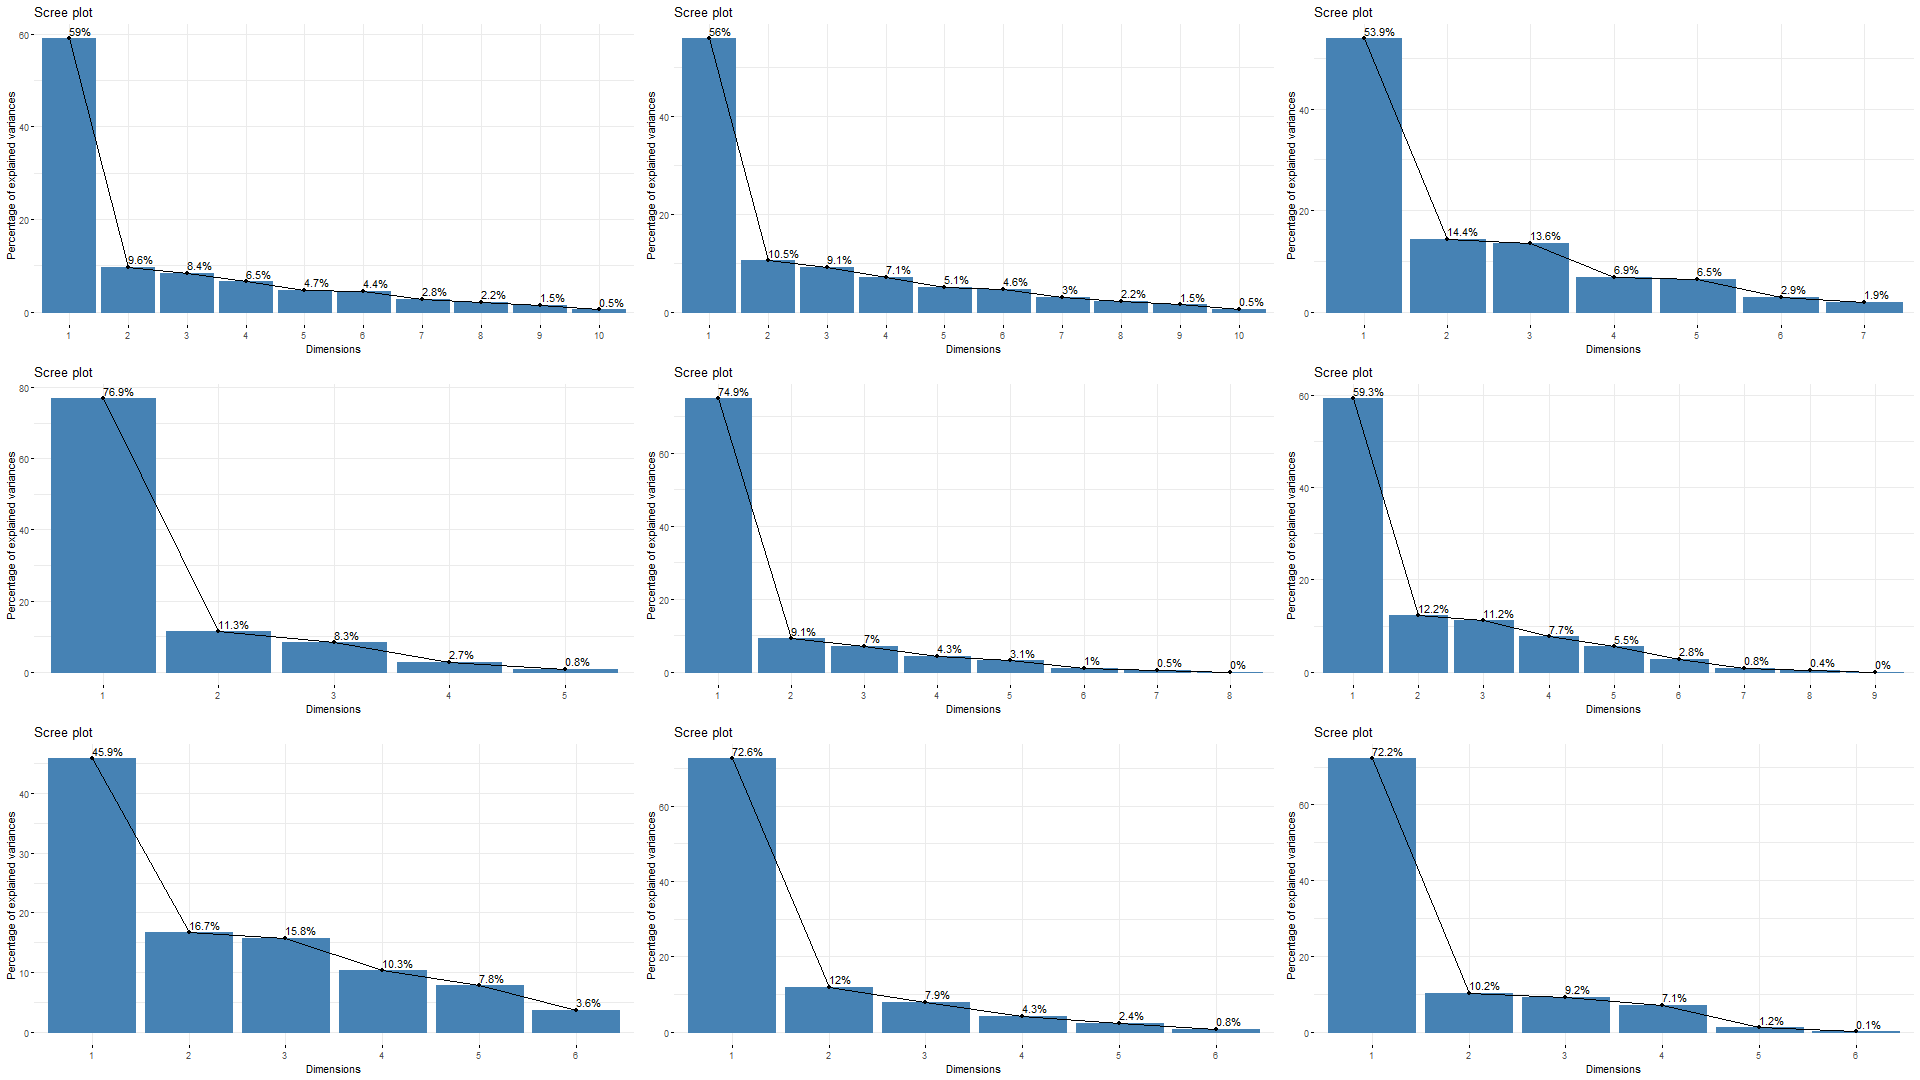 Scree plot
Percentage of explained variances
60
40
20
0
59%
9.6%
8.4%
6.5%
4.7%
4.4%
2.8%
2.2%
1.5%
0.5%
1 2 3 4 5 6 7 8 9 10
Dimensions
Scree plot
Percentage of explained variances
40
20
0
56%
10.5%
9.1%
7.1%
5.1%
4.6%
3%
2.2%
1.5%
0.5%
1 2 3 4 5 6 7 8 9 10
Dimensions
Scree plot
Percentage of explained variances
40
20
0
53.9%
14.4%
13.6%
6.9%
6.5%
2.9%
1.9%
1 2 3 4 5 6 7
Dimensions
Scree plot
Percentage of explained variances
80
60
40
20
0
76.9%
11.3%
8.3%
2.7%
0.8%
1 2 3 4 5
Dimensions
Scree plot
Percentage of explained variances
60
40
20
0
74.9%
9.1%
7%
4.3%
3.1%
1%
0.5%
0%
1 2 3 4 5 6 7 8
Dimensions
Scree plot
Percentage of explained variances
60
40
20
0
59.3%
12.2%
11.2%
7.7%
5.5%
2.8%
0.8%
0.4%
0%
1 2 3 4 5 6 7 8 9
Dimensions
Scree plot
Percentage of explained variances
40
30
20
10
0
45.9%
16.7%
15.8%
10.3%
7.8%
3.6%
1 2 3 4 5 6
Dimensions
Scree plot
Percentage of explained variances
60
40
20
0
72.6%
12%
7.9%
4.3%
2.4%
0.8%
1 2 3 4 5 6
Dimensions
Scree plot
Percentage of explained variances
60
40
20
0
72.2%
10.2%
9.2%
7.1%
1.2%
0.1%
1 2 3 4 5 6
Dimensions